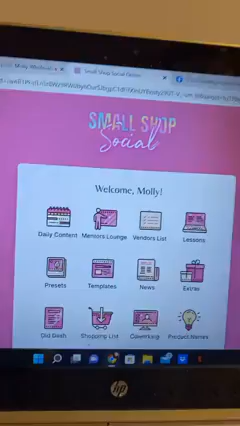 Small Shop Social
SMALL SHOP
Social
Welcome, Molly!
Daily Content
Mentors Lounge
Vendors List
Lessons
Presets
Templates
News
Extras
Shopping List
Coworking
Product Names
hp